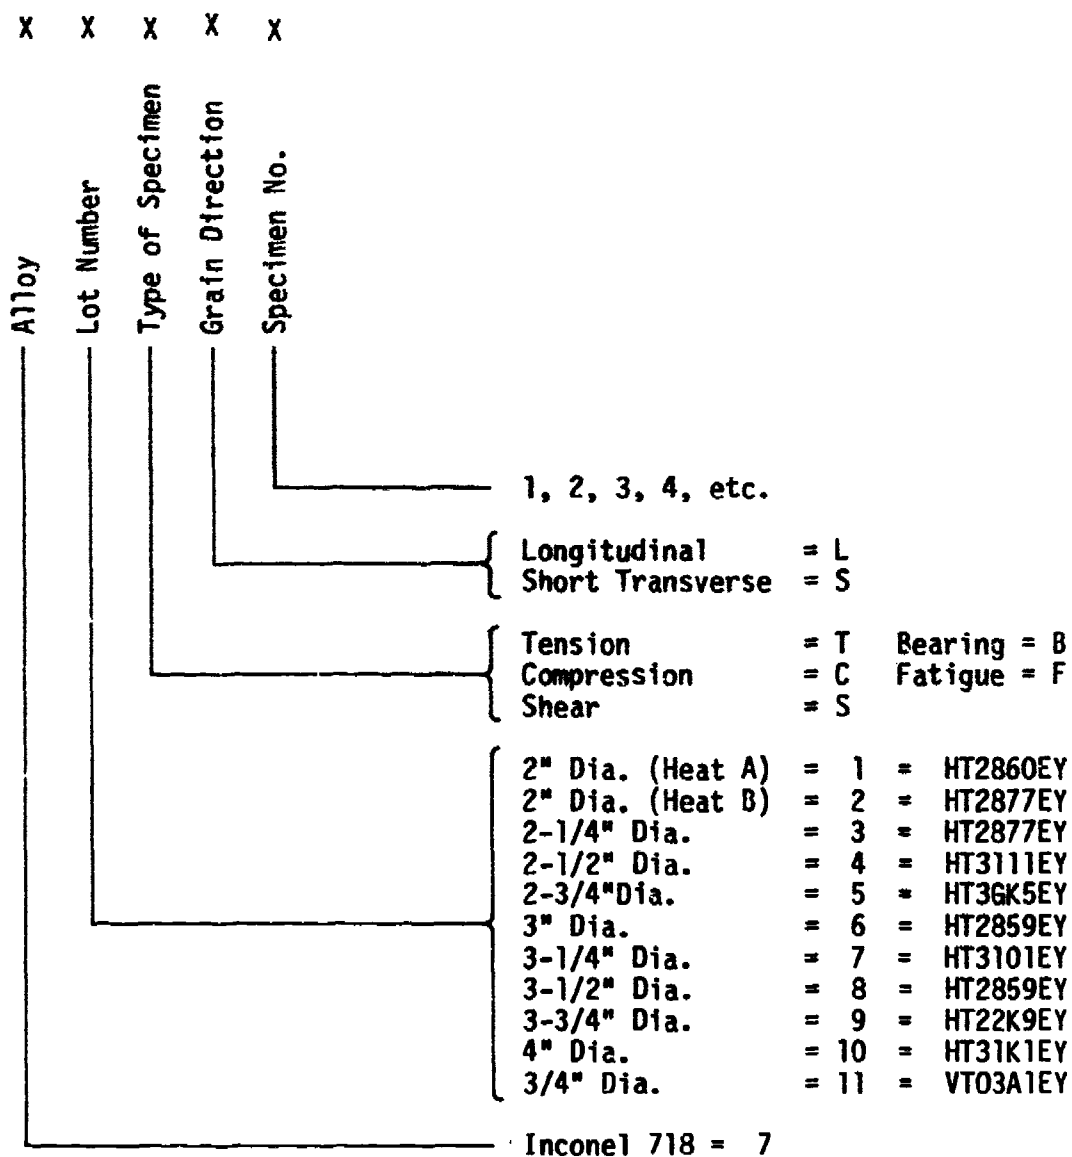 X X X X X
Alloy
Lot Number
Type of Specimen
Grain Direction
Specimen No.
1, 2, 3, 4, etc.
Longitudinal = L
Short Transverse = S
Tension = T Bearing = B
Compression = C Fatigue = F
Shear = S
2" Dia. (Heat A) = 1 = HT2860EY
2" Dia. (Heat B) = 2 = HT2877EY
2-1/4" Dia. = 3 = HT2877EY
2-1/2" Dia. = 4 = HT3111EY
2-3/4"Dia. = 5 = HT3GK5EY
3" Dia. = 6 = HT2859EY
3-1/4" Dia. = 7 = HT3101EY
3-1/2" Dia. = 8 = HT2859EY
3-3/4" Dia. = 9 = HT22K9EY
4" Dia. = 10 = HT31K1EY
3/4" Dia. = 11 = VT03A1EY
Inconel 718 = 7